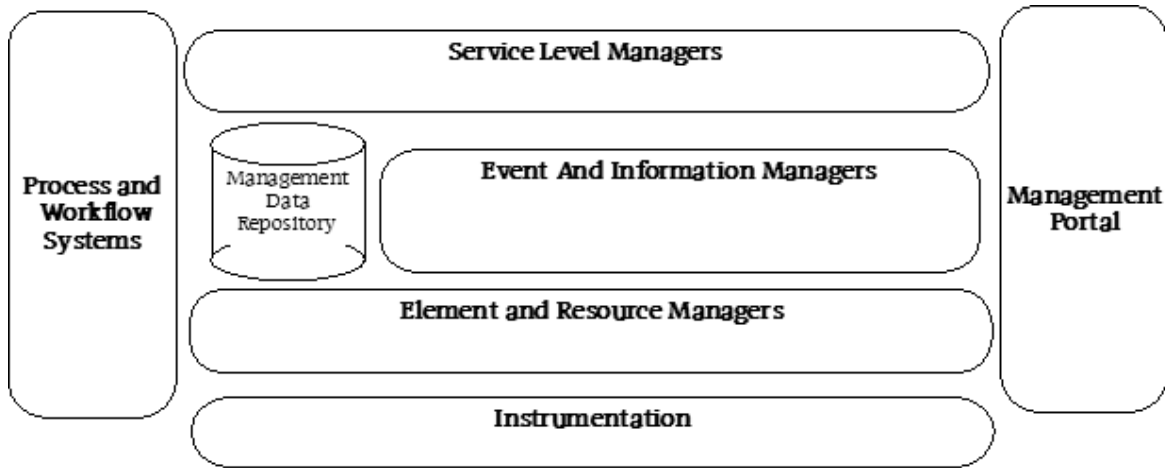 Service Level Managers
Process and
Workflow
Systems
Management
Data
Repository
Event And Information Managers
Management
Portal
Element and Resource Managers
Instrumentation